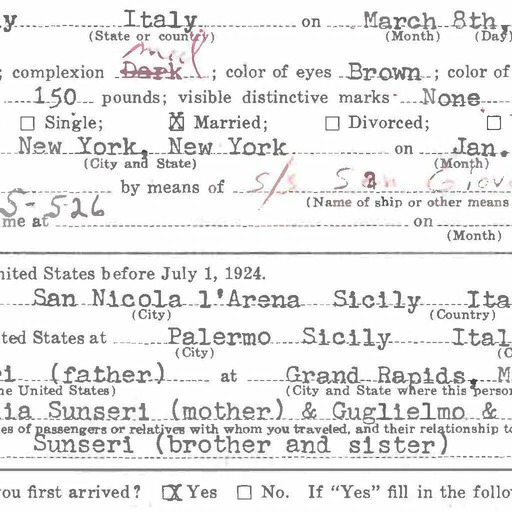 Italy on March 8th,
(State or country) (Month) (Day)
; complexion Dark ; color of eyes Brown ; color of
150 pounds; visible distinctive marks None
☐ Single; ☒ Married; ☐ Divorced; ☐
New York, New York on Jan.
(City and State) (Month)
by means of S/S San
(Name of ship or other means
5-526
me at on
(Month)
nited States before July 1, 1924.
San Nicola l'Arena Sicily Ita
(City) (Country)
ted States at Palermo Sicily Ital
(City) (C
ri (father) at Grand Rapids, M
he United States) (City and State where this person
ia Sunseri (mother) & Guglielmo &
es of passengers or relatives with whom you traveled, and their relationship to
Sunseri (brother and sister)
ou first arrived? ☒ Yes ☐ No. If "Yes" fill in the follo